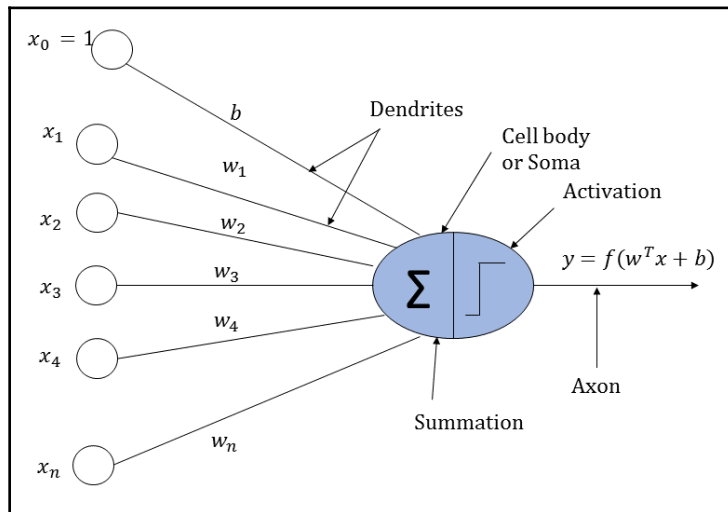 x₀ = 1
b
Dendrites
Cell body
or Soma
x₁
w₁
Activation
x₂
w₂
y = f(wᵀx + b)
x₃
w₃
Σ
x₄
w₄
Axon
Summation
wₙ
xₙ